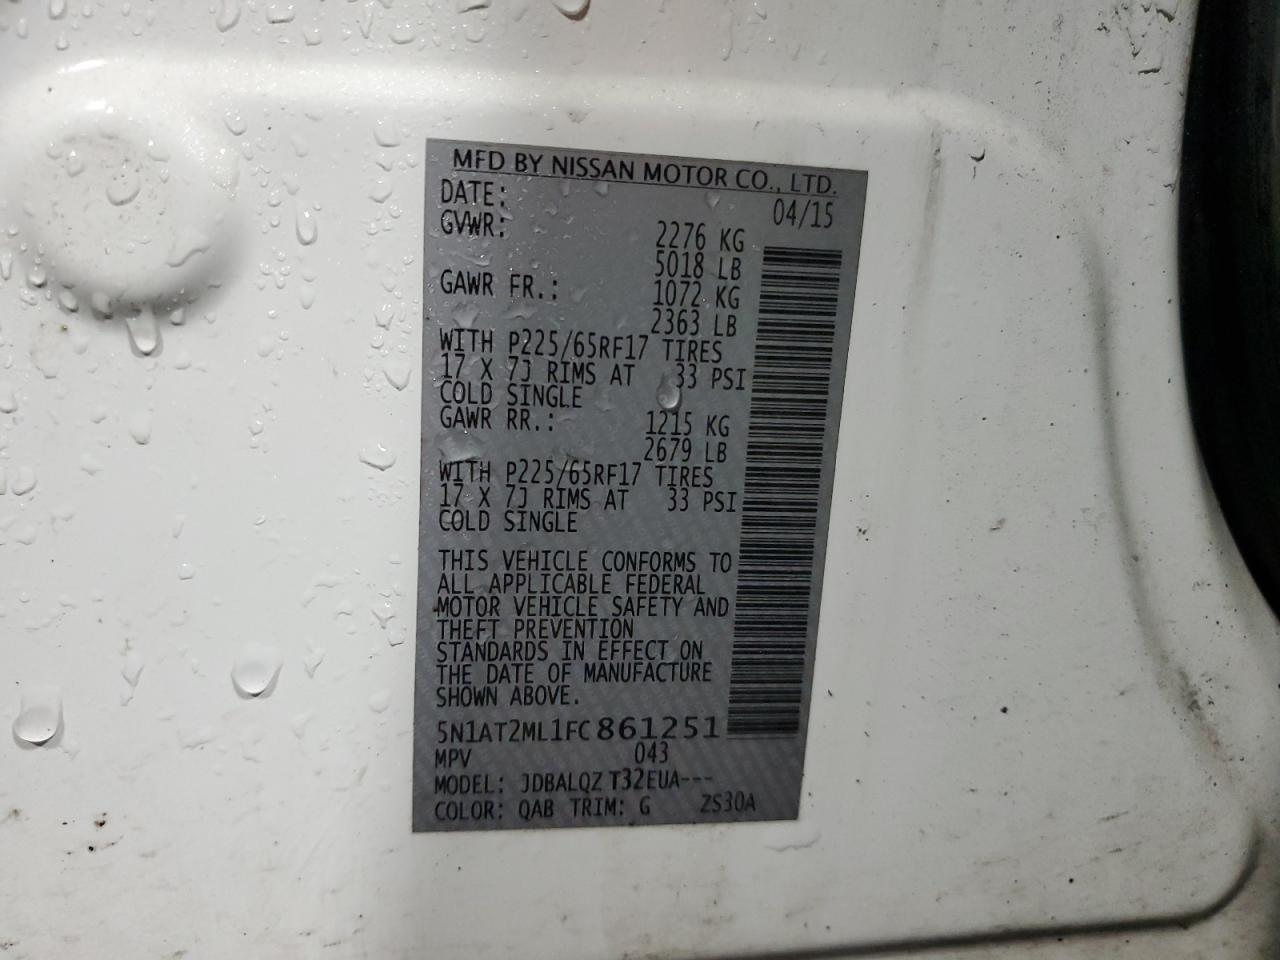 MFD BY NISSAN MOTOR CO., LTD.
DATE: 04/15
GVWR: 2276 KG
5018 LB
GAWR FR.: 1072 KG
2363 LB
WITH P225/65RF17 TIRES
17 X 7J RIMS AT 33 PSI
COLD SINGLE
GAWR RR.: 1215 KG
2679 LB
WITH P225/65RF17 TIRES
17 X 7J RIMS AT 33 PSI
COLD SINGLE
THIS VEHICLE CONFORMS TO
ALL APPLICABLE FEDERAL
MOTOR VEHICLE SAFETY AND
THEFT PREVENTION
STANDARDS IN EFFECT ON
THE DATE OF MANUFACTURE
SHOWN ABOVE.
5N1AT2ML1FC861251
MPV 043
MODEL: JDBALQZ T32EUA---
COLOR: QAB TRIM: G ZS30A